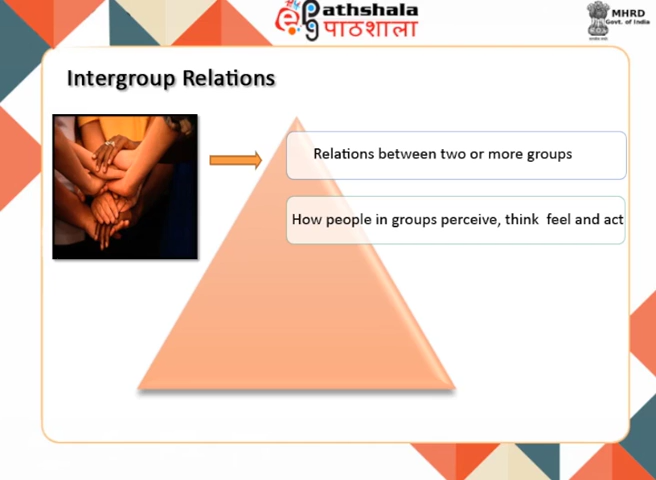 ePG Pathshala
पाठशाला
MHRD
Govt. of India
Intergroup Relations
Relations between two or more groups
How people in groups perceive, think feel and act